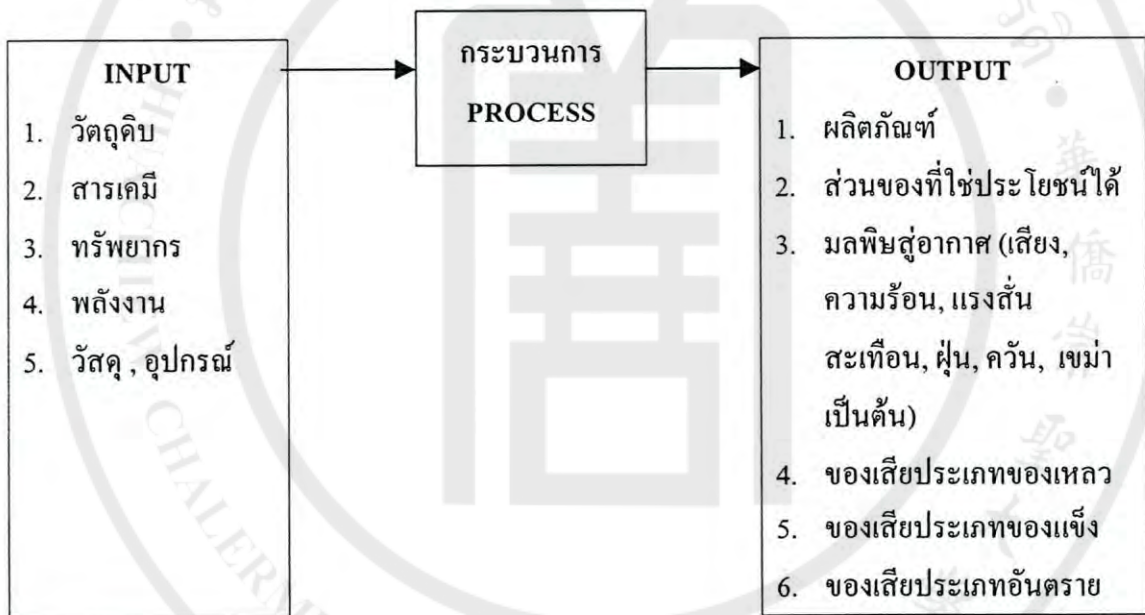 INPUT
1. วัตถุดิบ
2. สารเคมี
3. ทรัพยากร
4. พลังงาน
5. วัสดุ , อุปกรณ์
กระบวนการ
PROCESS
OUTPUT
1. ผลิตภัณฑ์
2. ส่วนของที่ใช่ประโยชน์ได้
3. มลพิษสู่อากาศ (เสียง,
ความร้อน, แรงสั่น
สะเทือน, ฝุ่น, ควัน, เขม่า
เป็นต้น)
4. ของเสียประเภทของเหลว
5. ของเสียประเภทของแข็ง
6. ของเสียประเภทอันตราย